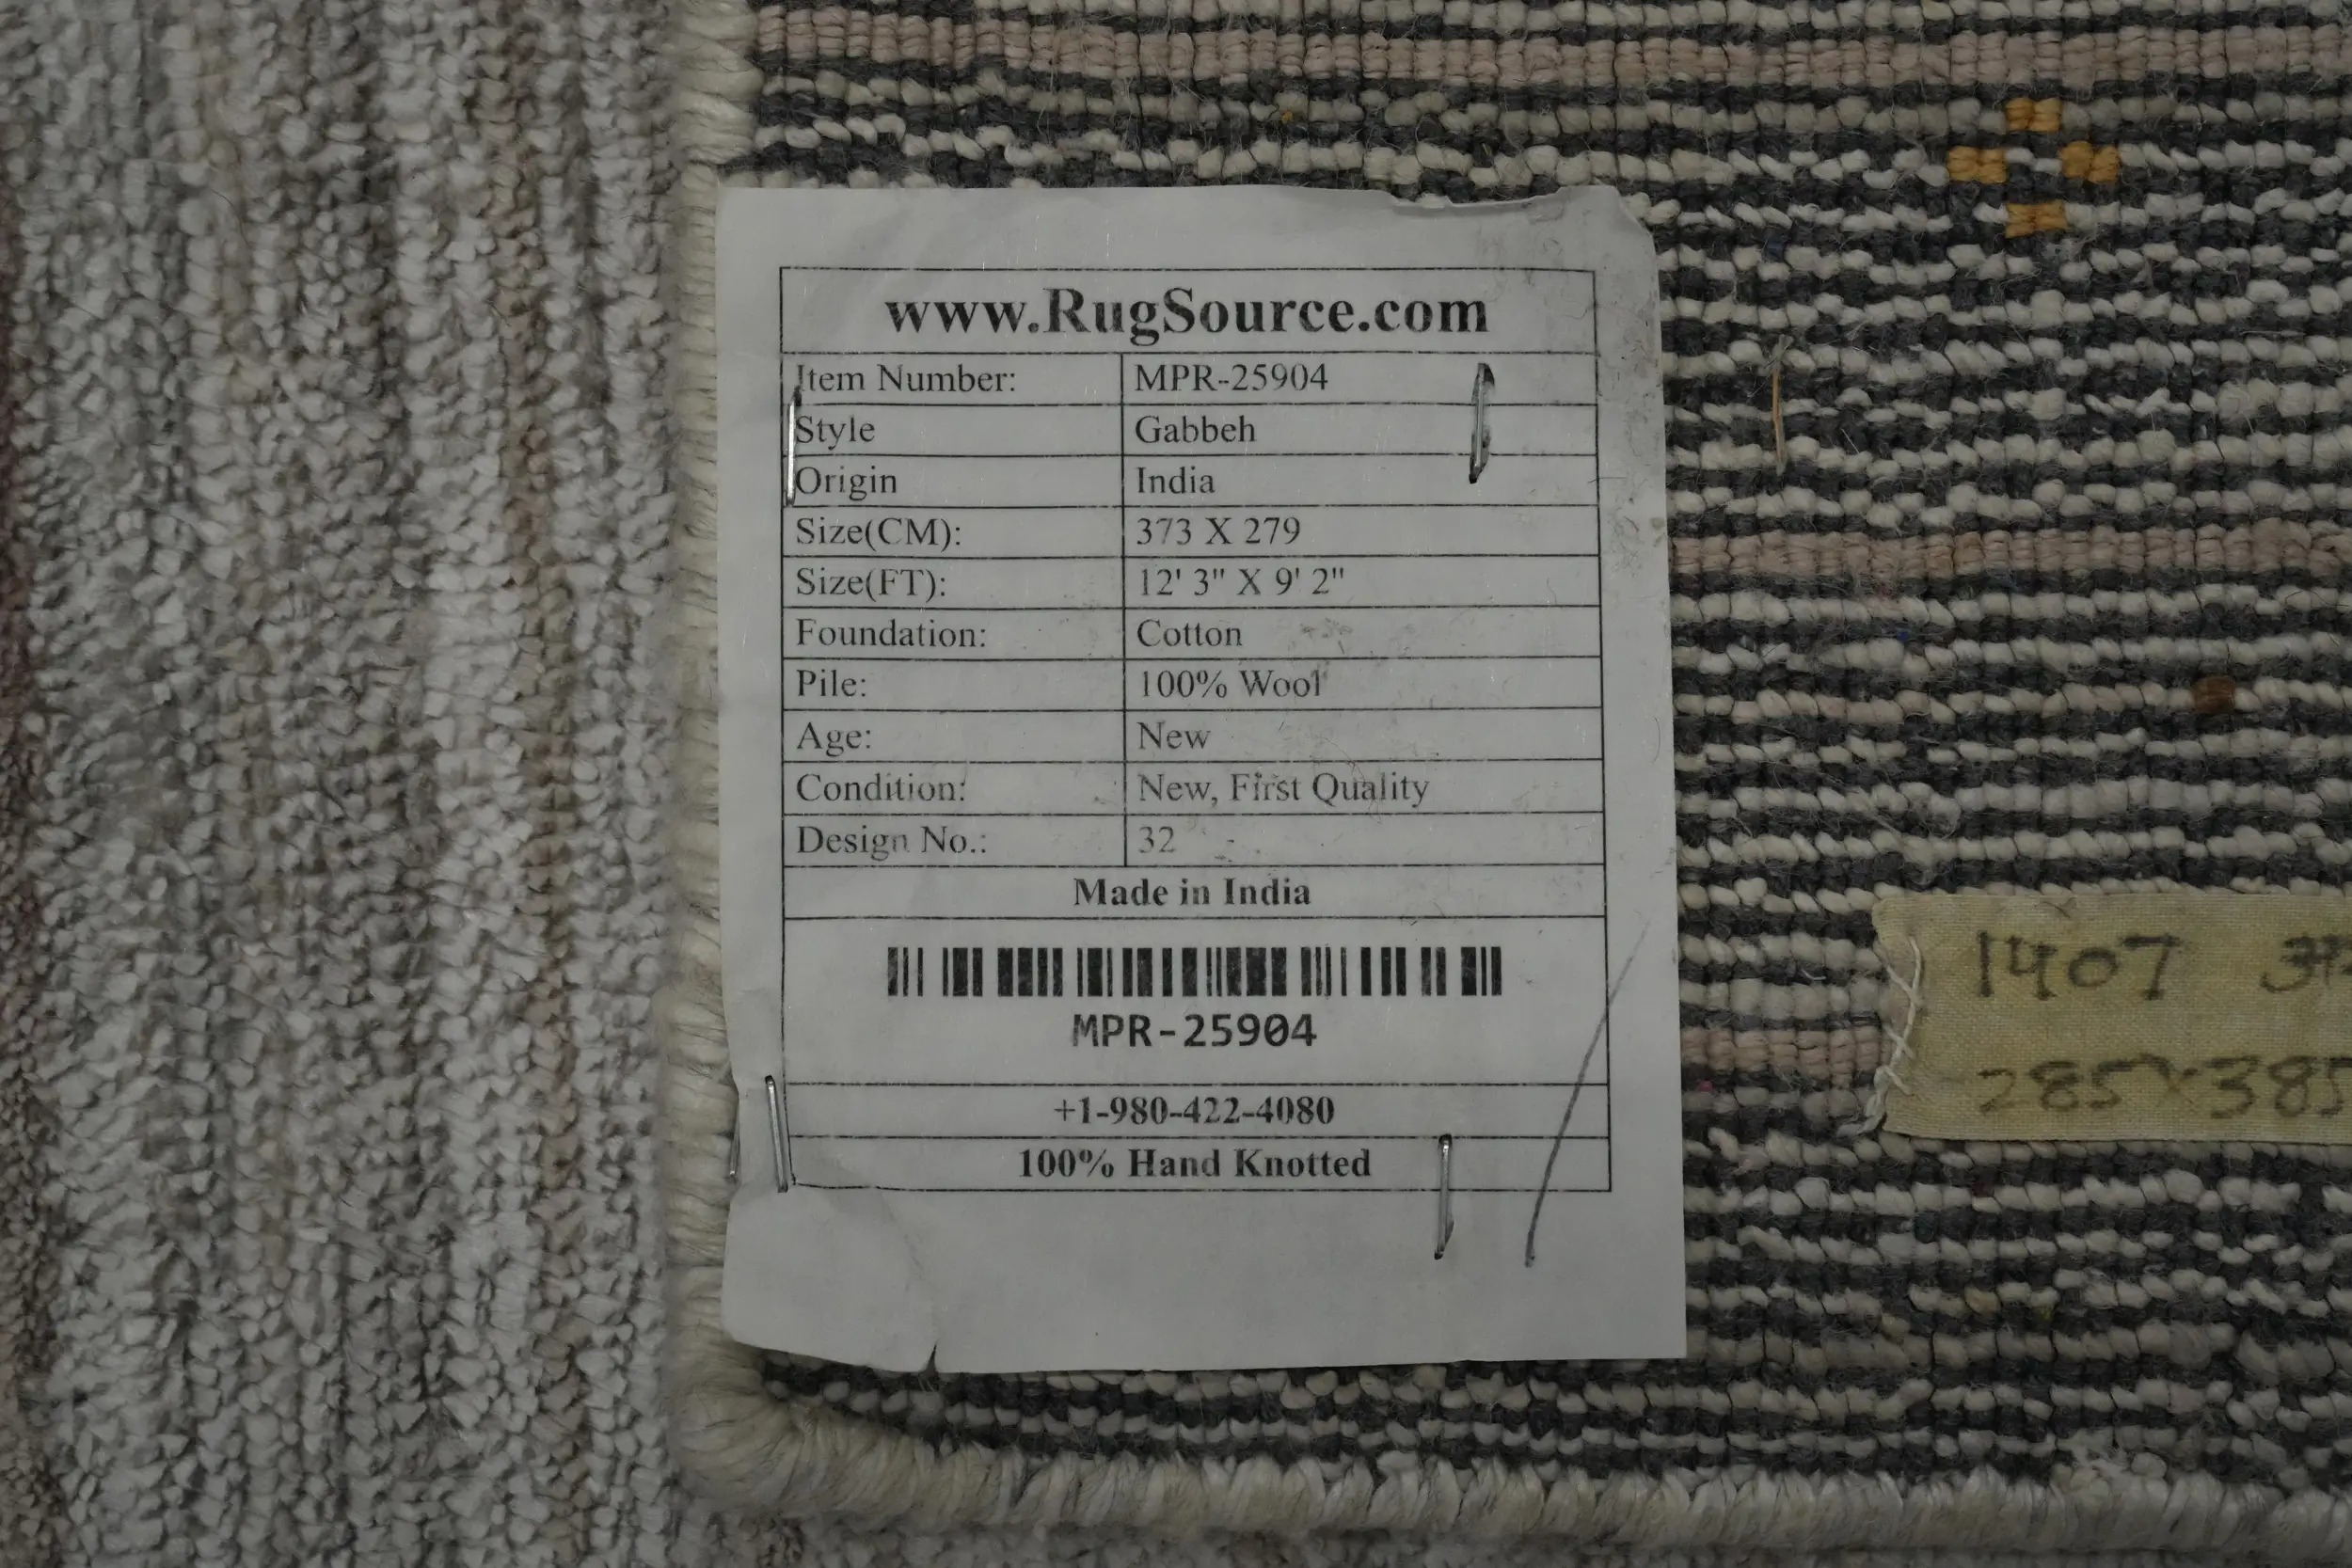 www.RugSource.com
Item Number: MPR-25904
Style Gabbeh
Origin India
Size(CM): 373 X 279
Size(FT): 12' 3" X 9' 2"
Foundation: Cotton
Pile: 100% Wool
Age: New
Condition: New, First Quality
Design No.: 32
Made in India
MPR-25904
+1-980-422-4080
100% Hand Knotted
1407
285X385